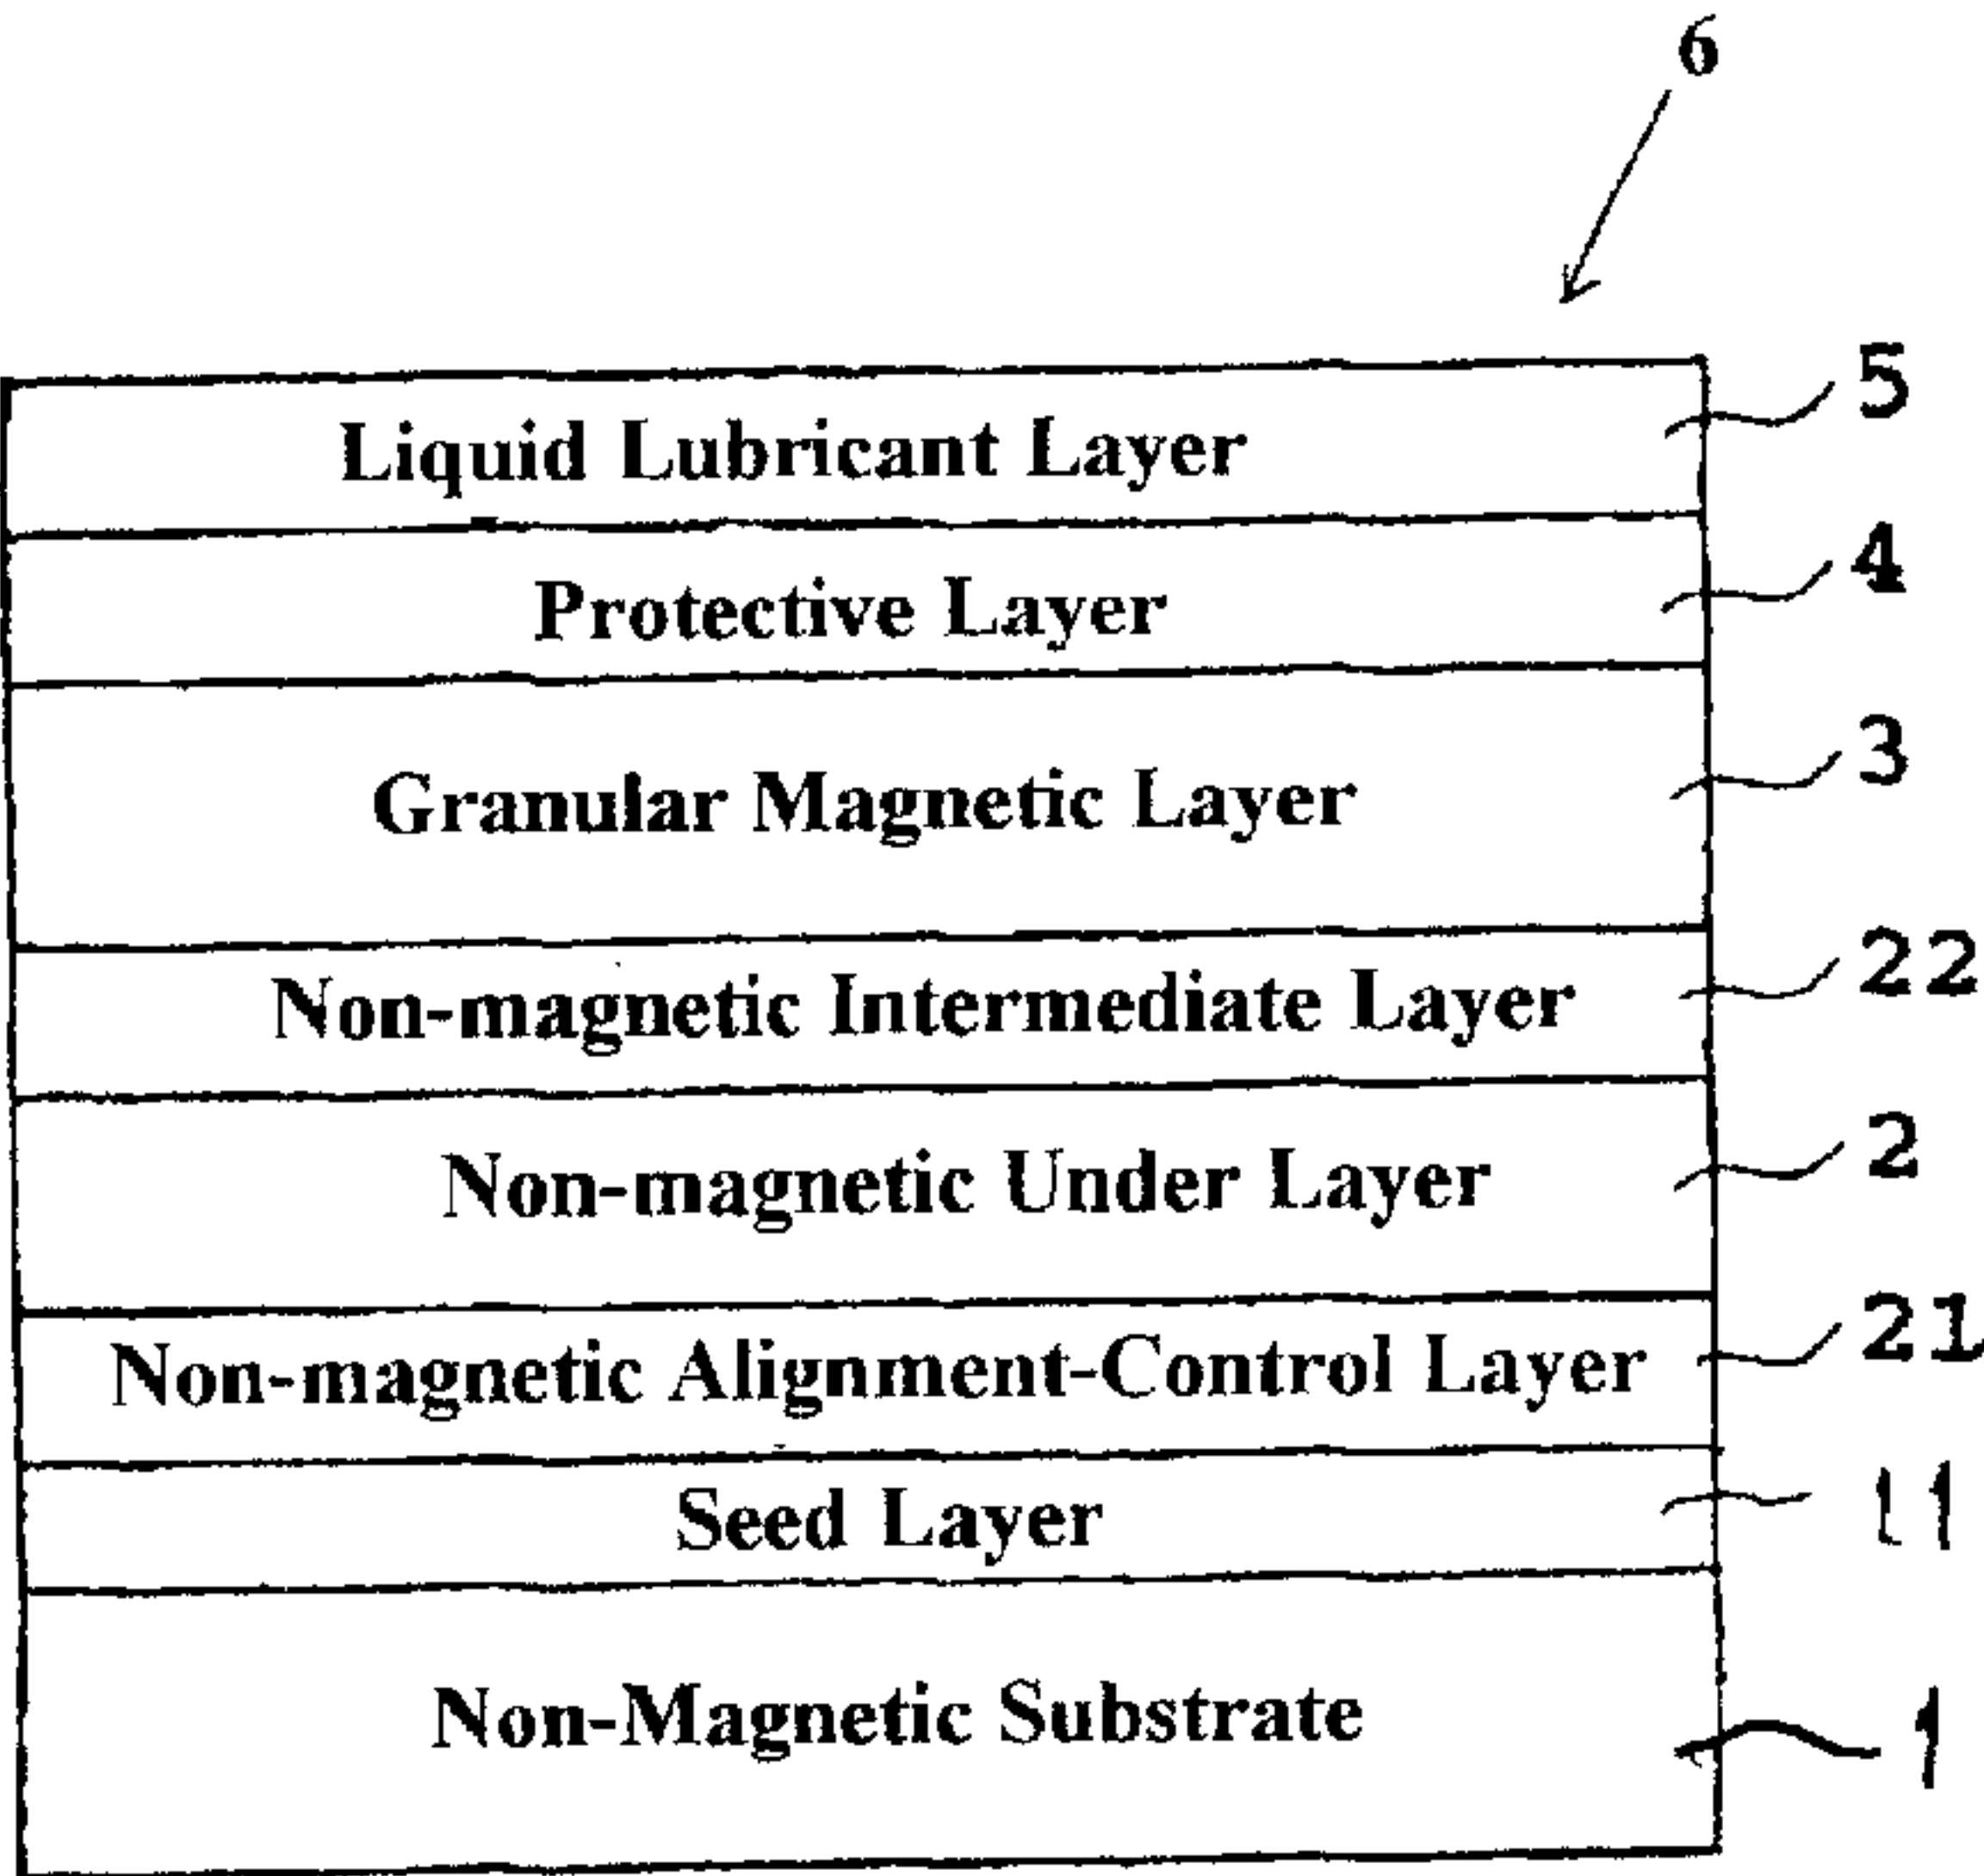 6
Liquid Lubricant Layer 5
Protective Layer 4
Granular Magnetic Layer 3
Non-magnetic Intermediate Layer 22
Non-magnetic Under Layer 2
Non-magnetic Alignment-Control Layer 21
Seed Layer 11
Non-Magnetic Substrate 1